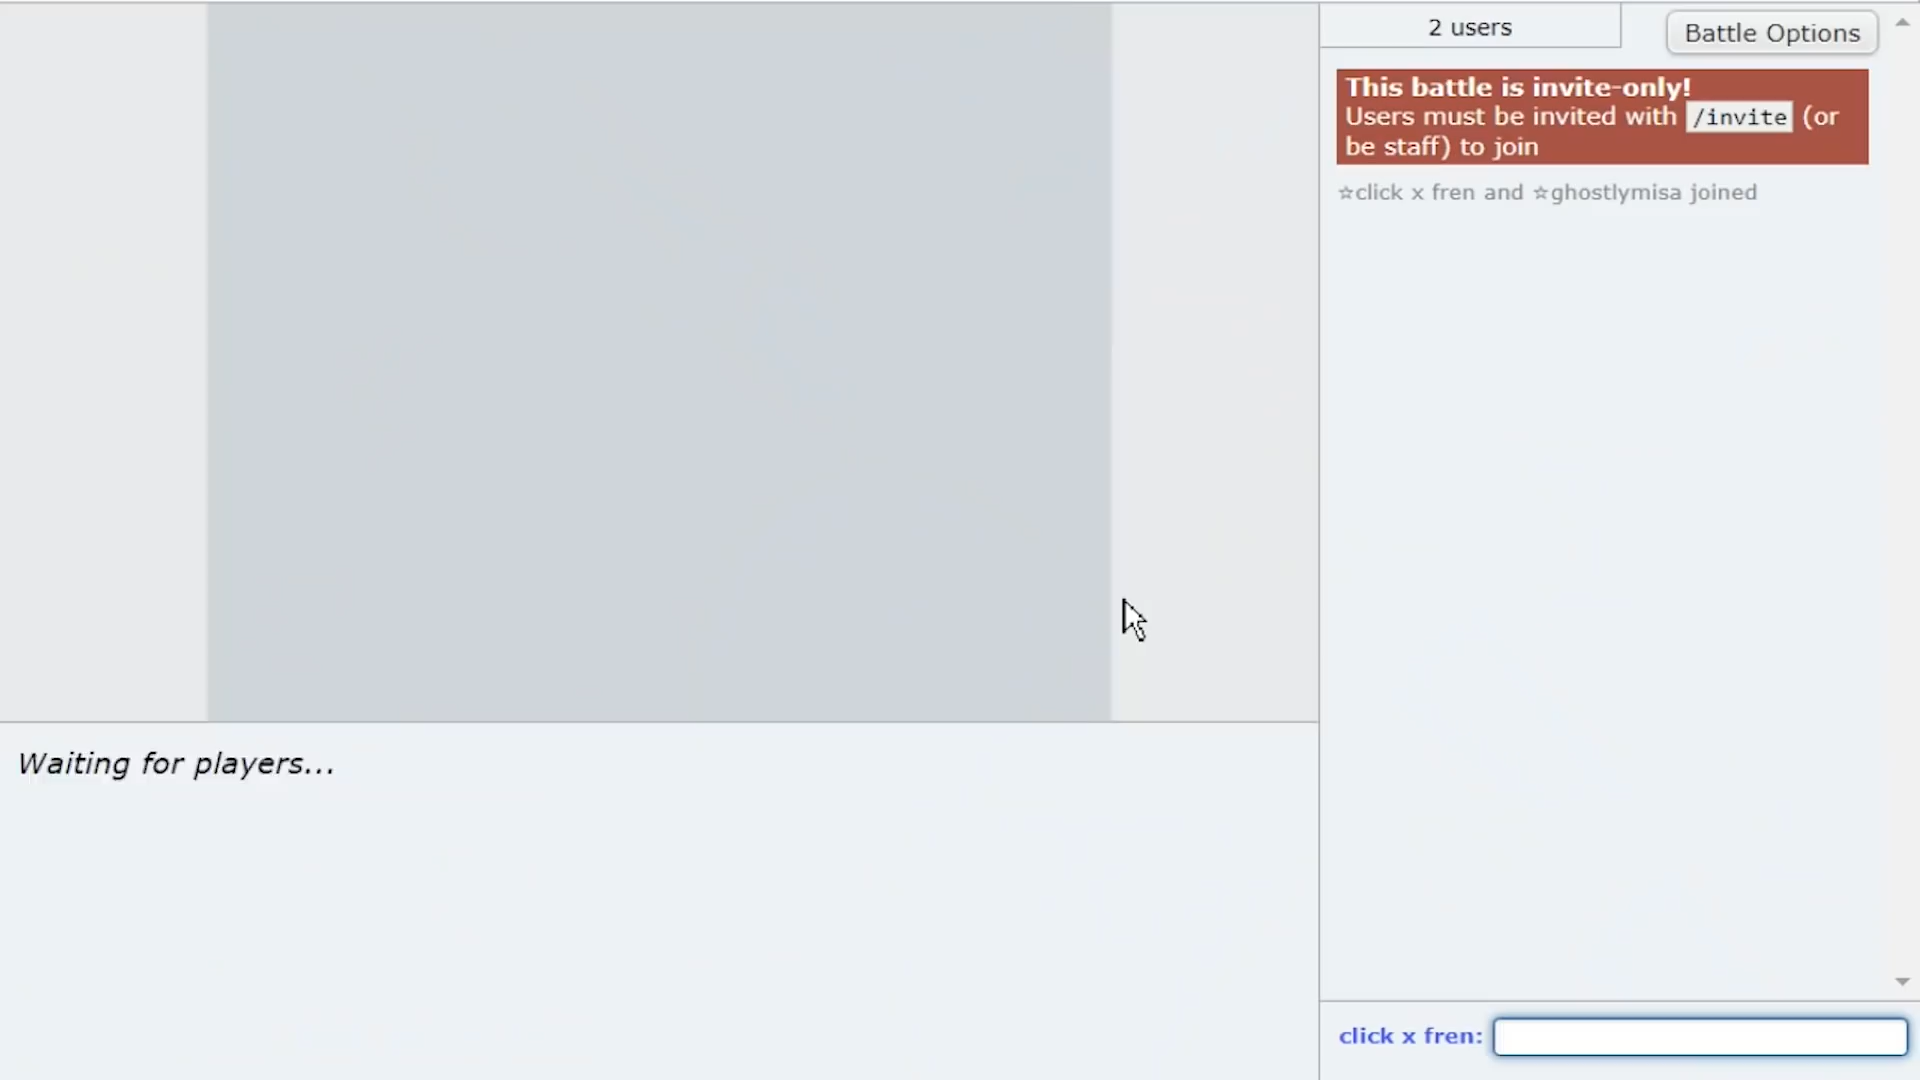 2 users
Battle Options
This battle is invite-only!
Users must be invited with /invite (or
be staff) to join
☆click x fren and ☆ghostlymisa joined
Waiting for players...
click x fren: